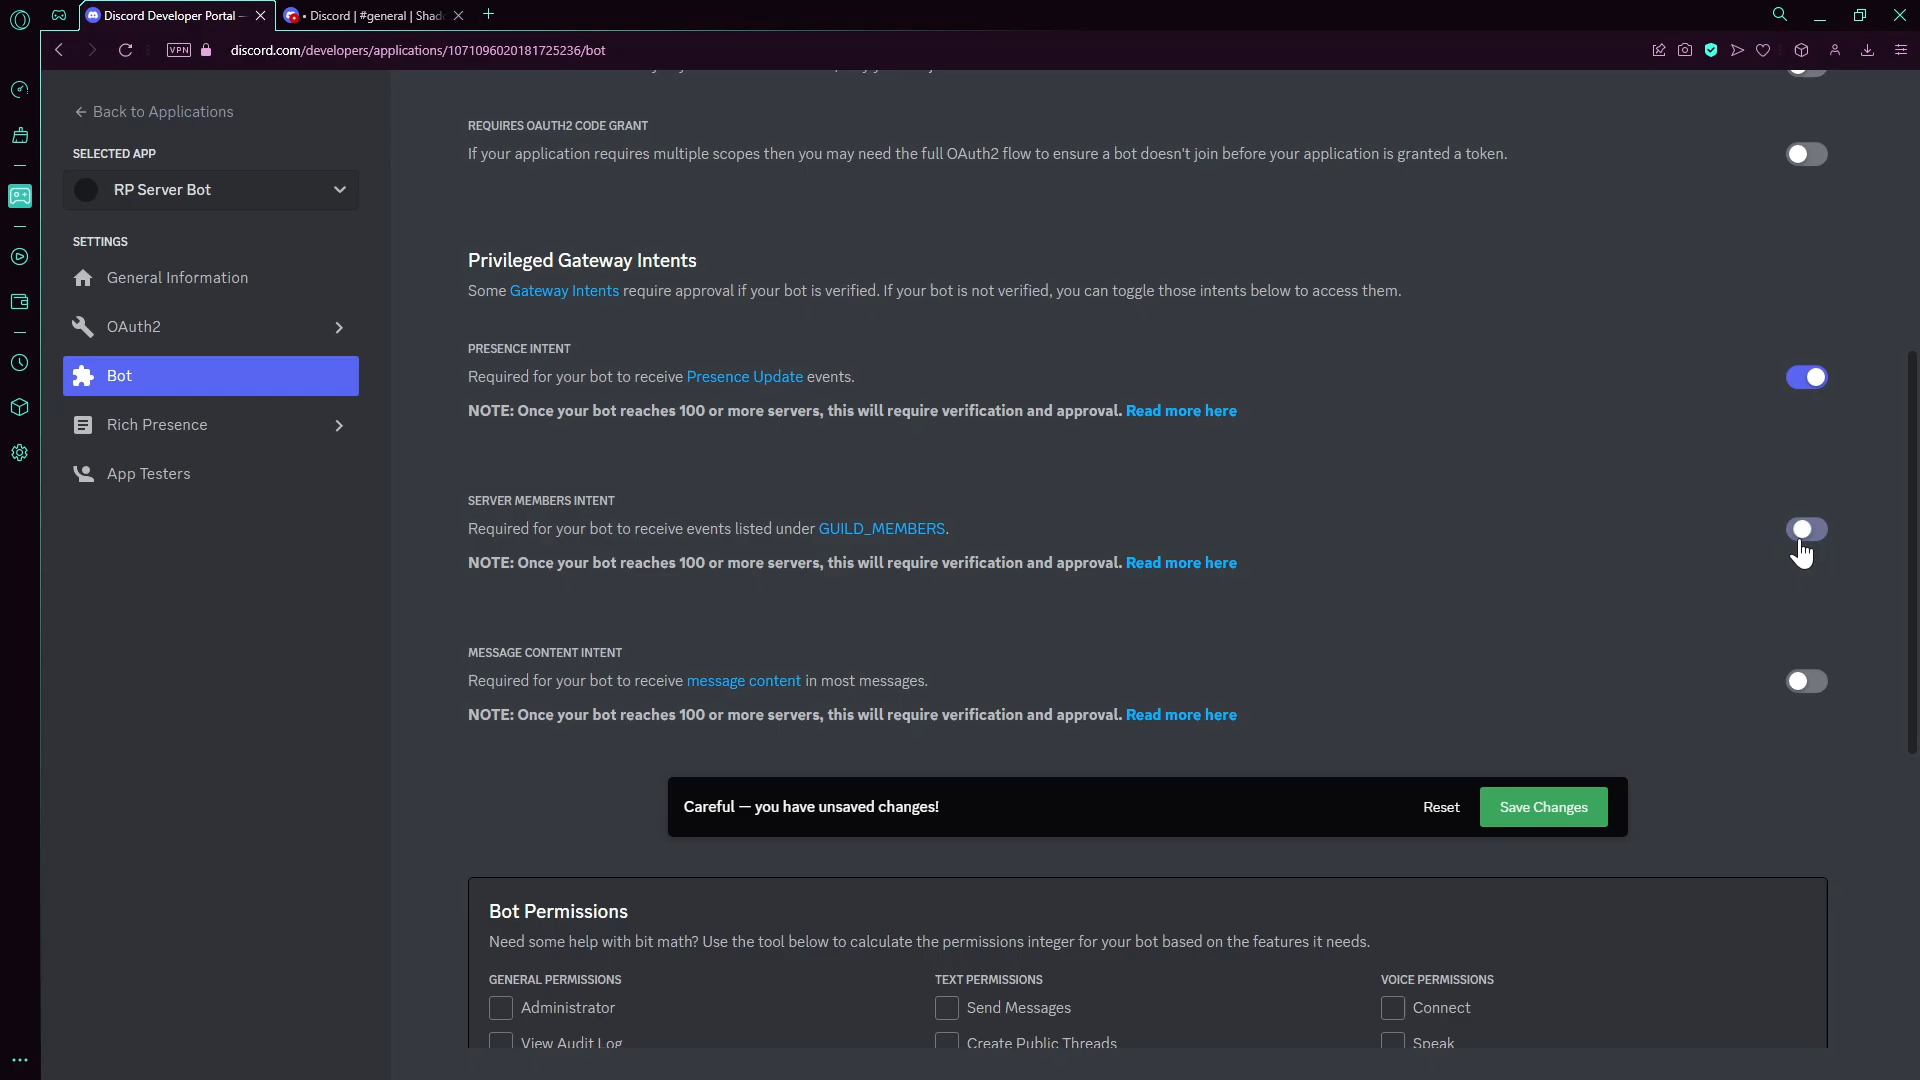 Discord Developer Portal –
• Discord | #general | Shad
VPN
discord.com/developers/applications/1071096020181725236/bot
← Back to Applications
SELECTED APP
RP Server Bot
SETTINGS
General Information
OAuth2
Bot
Rich Presence
App Testers
REQUIRES OAUTH2 CODE GRANT
If your application requires multiple scopes then you may need the full OAuth2 flow to ensure a bot doesn't join before your application is granted a token.
Privileged Gateway Intents
Some Gateway Intents require approval if your bot is verified. If your bot is not verified, you can toggle those intents below to access them.
PRESENCE INTENT
Required for your bot to receive Presence Update events.
NOTE: Once your bot reaches 100 or more servers, this will require verification and approval. Read more here
SERVER MEMBERS INTENT
Required for your bot to receive events listed under GUILD_MEMBERS.
NOTE: Once your bot reaches 100 or more servers, this will require verification and approval. Read more here
MESSAGE CONTENT INTENT
Required for your bot to receive message content in most messages.
NOTE: Once your bot reaches 100 or more servers, this will require verification and approval. Read more here
Careful — you have unsaved changes!
Reset
Save Changes
Bot Permissions
Need some help with bit math? Use the tool below to calculate the permissions integer for your bot based on the features it needs.
GENERAL PERMISSIONS
Administrator
View Audit Log
TEXT PERMISSIONS
Send Messages
Create Public Threads
VOICE PERMISSIONS
Connect
Speak